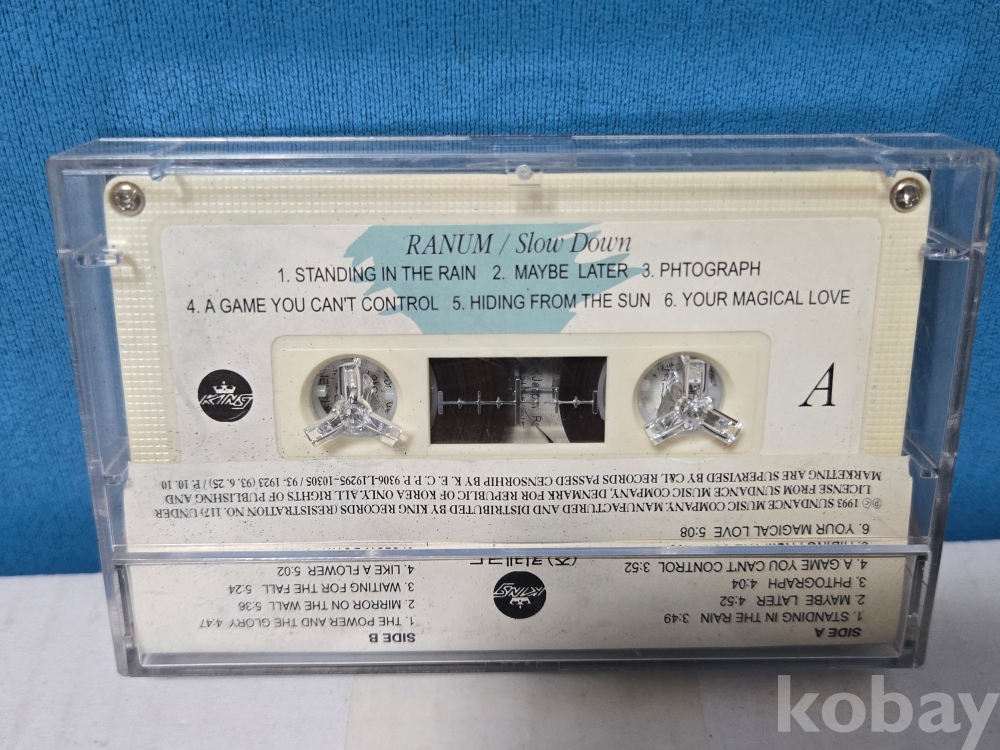 RANUM / Slow Down
1. STANDING IN THE RAIN 2. MAYBE LATER 3. PHTOGRAPH
4. A GAME YOU CAN'T CONTROL 5. HIDING FROM THE SUN 6. YOUR MAGICAL LOVE
KING
A
MARKETING ARE SUPERVISED BY C&L RECORDS PASSED CENSORSHIP BY K. E. C. P. C. P. 9306-L1295-10305 / 93. 1923 (93. 6. 25) / P. 10. 10
LICENSE FROM SUNDANCE MUSIC COMPANY, DENMARK FOR REPUBLIC OF KOREA ONLY. ALL RIGHTS OF PUBLISHING AND
1993 SUNDANCE MUSIC COMPANY. MANUFACTURED AND DISTRIBUTED BY KING RECORDS (RESISTRATION NO. 117) UNDER
6. YOUR MAGICAL LOVE 5:08
4. A GAME YOU CAN'T CONTROL 3:52
3. PHTOGRAPH 4:04
2. MAYBE LATER 4:52
1. STANDING IN THE RAIN 3:49
SIDE A
(주)킹레코드
KING
4. LIKE A FLOWER 5:02
3. WAITING FOR THE FALL 5:24
2. MIRROR ON THE WALL 5:36
1. THE POWER AND THE GLORY 4:47
SIDE B
kobay